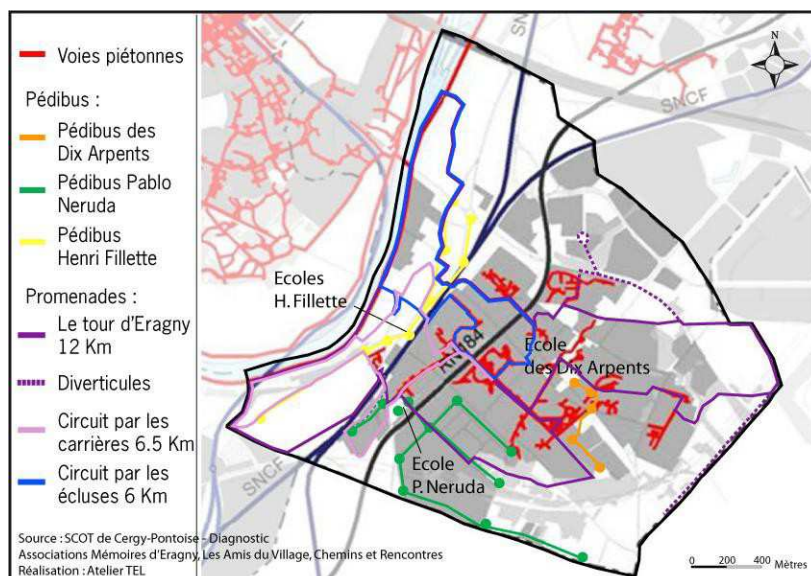 Voies piétonnes
Pédibus :
Pédibus des
Dix Arpents
Pédibus Pablo
Neruda
Pédibus
Henri Fillette
Promenades :
Le tour d'Eragny
12 Km
Diverticules
Circuit par les
carrières 6.5 Km
Circuit par les
écluses 6 Km
N
SNCF
SNCF
Ecoles
H. Fillette
RN 184
Ecole
des Dix Arpents
Ecole
P. Neruda
SNCF
Source : SCOT de Cergy-Pontoise - Diagnostic
Associations Mémoires d'Eragny, Les Amis du Village, Chemins et Rencontres
Réalisation : Atelier TEL
0 200 400 Mètres